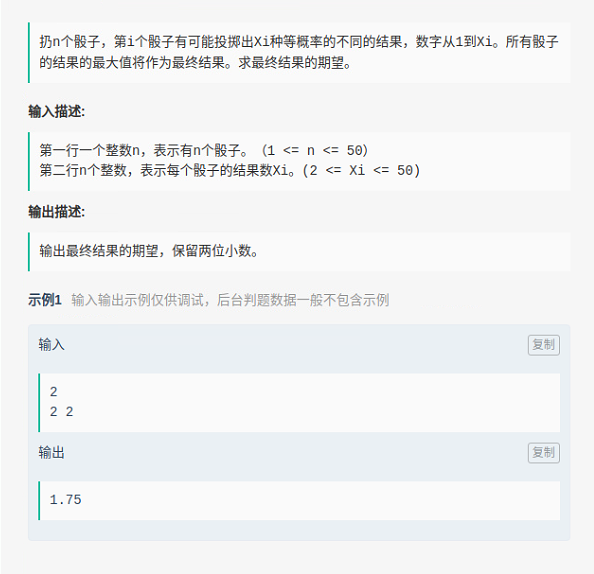 扔n个骰子，第i个骰子有可能投掷出Xi种等概率的不同的结果，数字从1到Xi。所有骰子
的结果的最大值将作为最终结果。求最终结果的期望。
输入描述:
第一行一个整数n，表示有n个骰子。（1 <= n <= 50）
第二行n个整数，表示每个骰子的结果数Xi。(2 <= Xi <= 50)
输出描述:
输出最终结果的期望，保留两位小数。
示例1 输入输出示例仅供调试，后台判题数据一般不包含示例
输入 复制
2
2 2
输出 复制
1.75